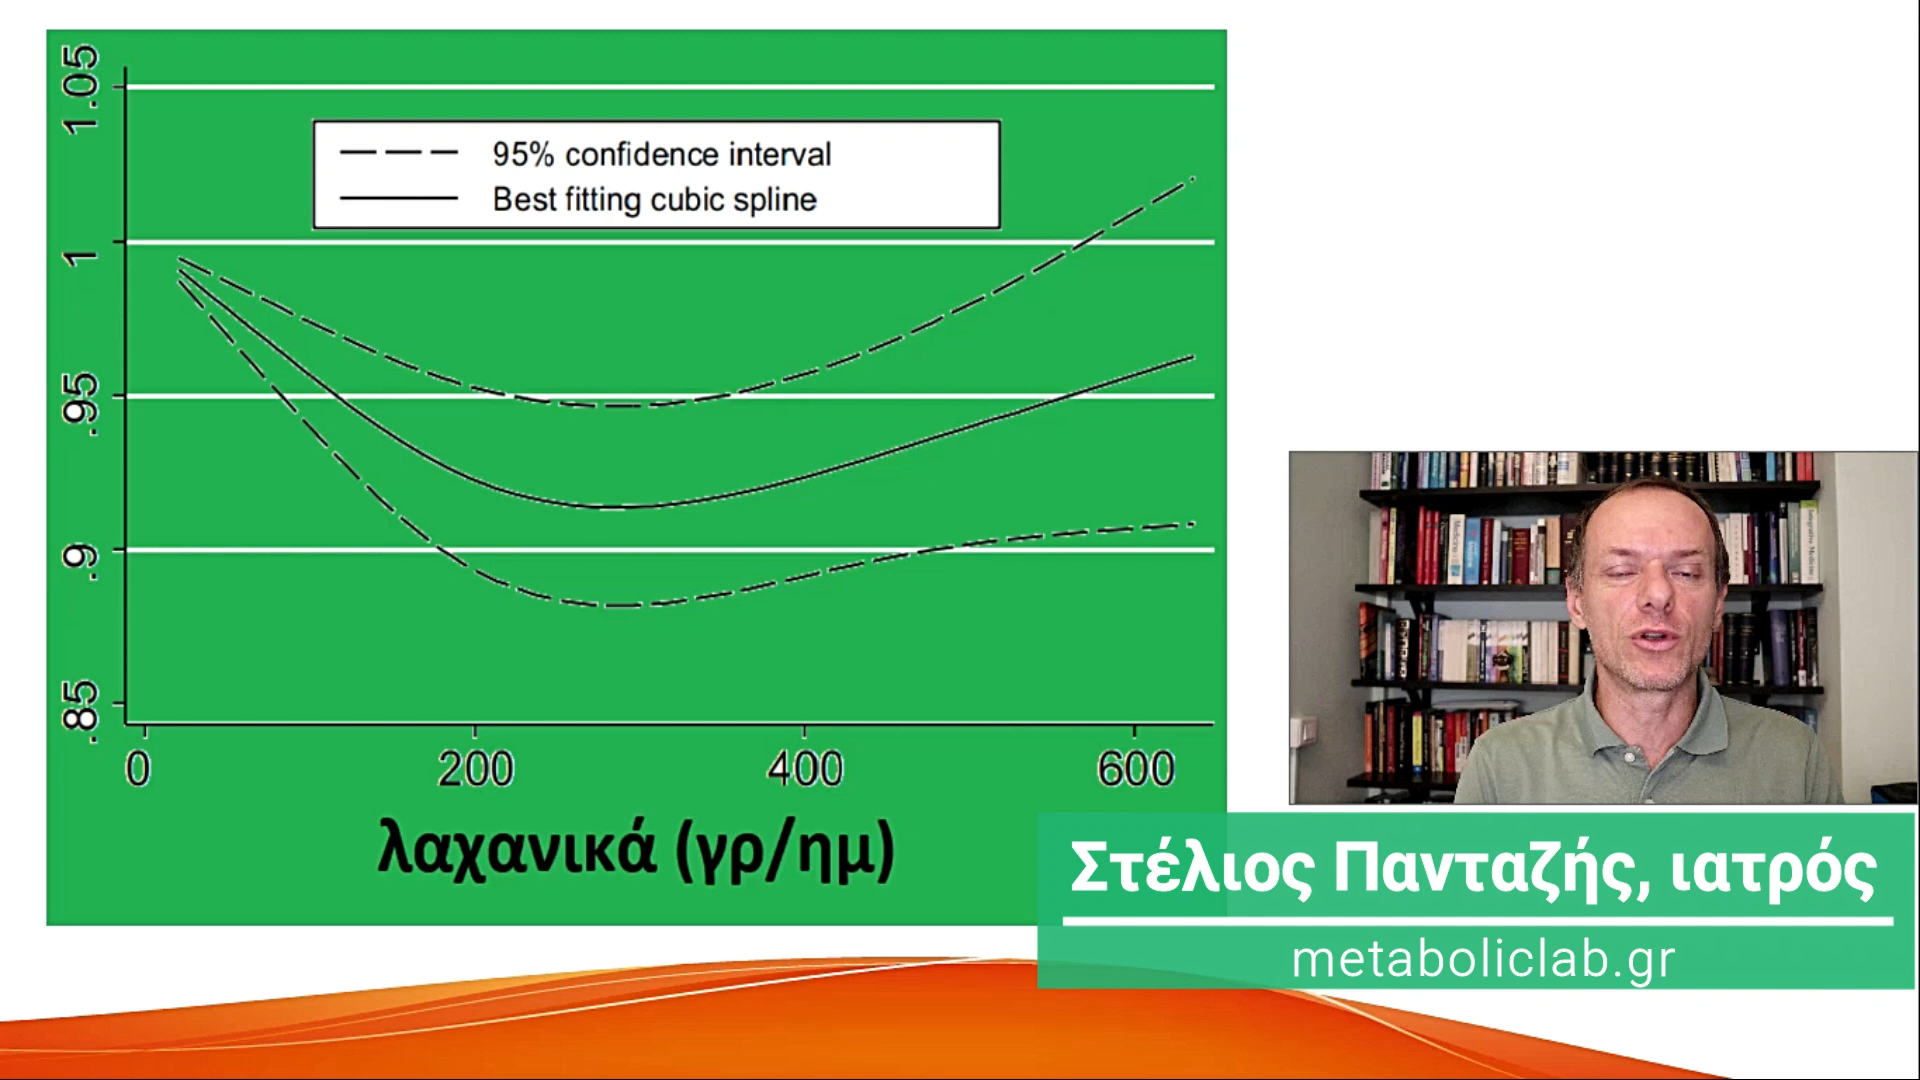 1.05
1
.95
.9
.85
95% confidence interval
Best fitting cubic spline
0 200 400 600
λαχανικά (γρ/ημ)
Στέλιος Πανταζής, ιατρός
metaboliclab.gr